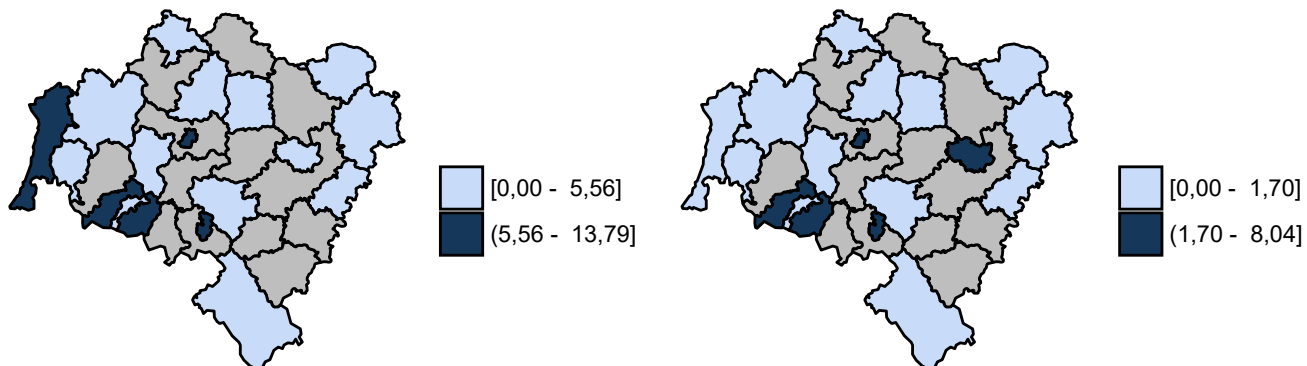 [0,00 - 5,56]
(5,56 - 13,79]
[0,00 - 1,70]
(1,70 - 8,04]